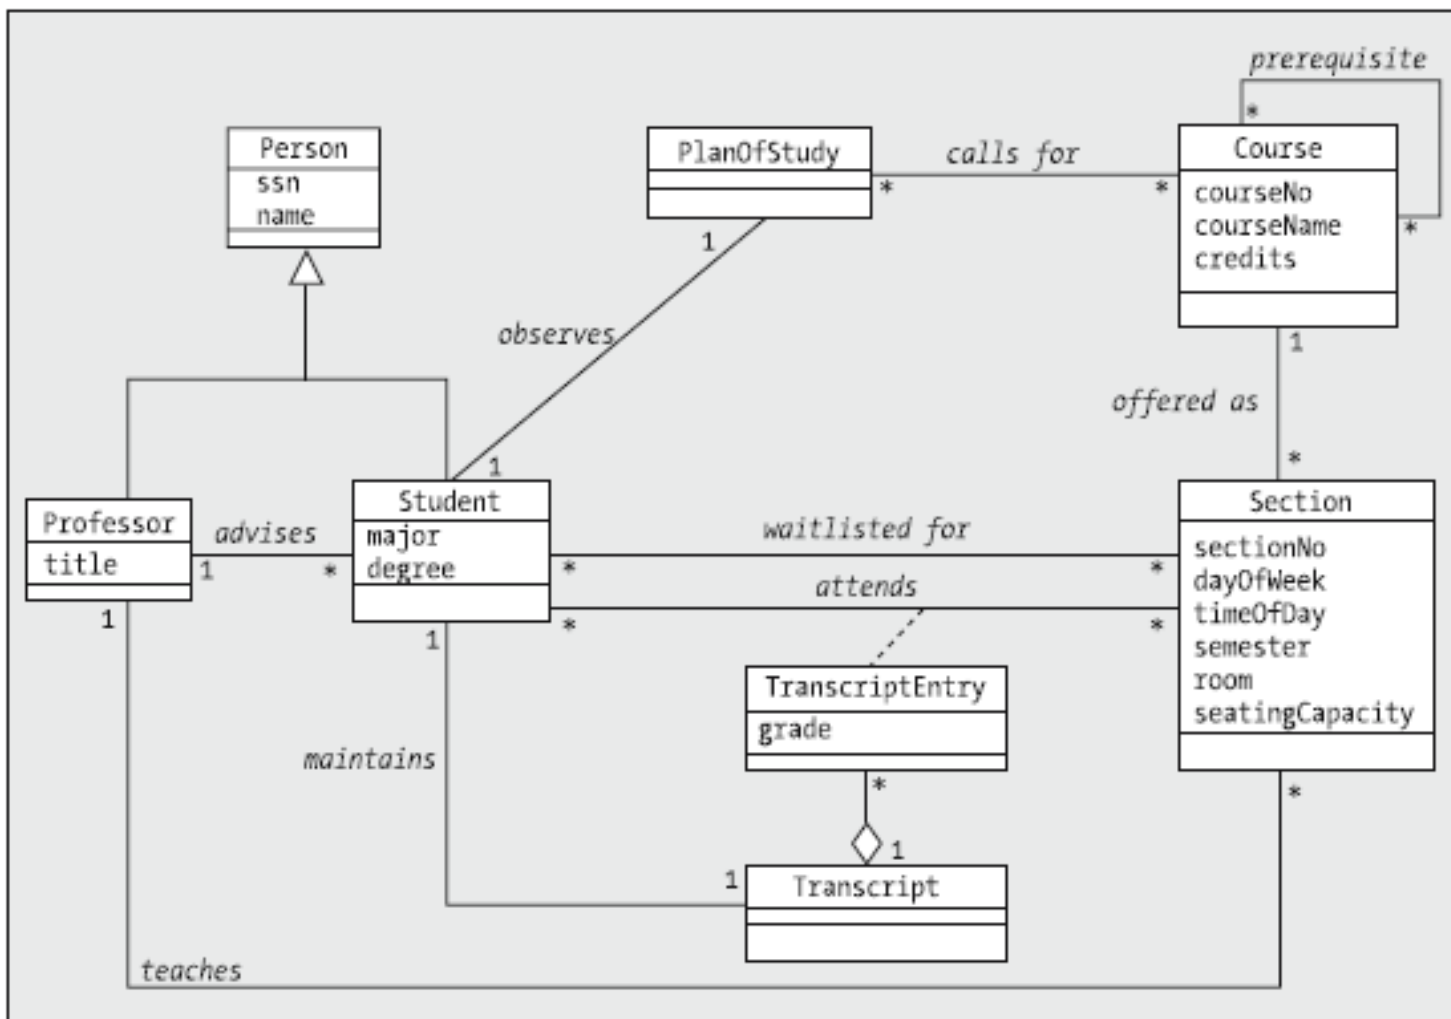 prerequisite
*
Person
ssn
name
PlanOfStudy
calls for
*
*
Course
courseNo
courseName
credits
*
1
1
observes
offered as
1
*
Professor
title
advises
1
*
1
Student
major
degree
waitlisted for
*
*
attends
*
*
1
Section
sectionNo
dayOfWeek
timeOfDay
semester
room
seatingCapacity
*
TranscriptEntry
grade
*
maintains
1
1
Transcript
teaches